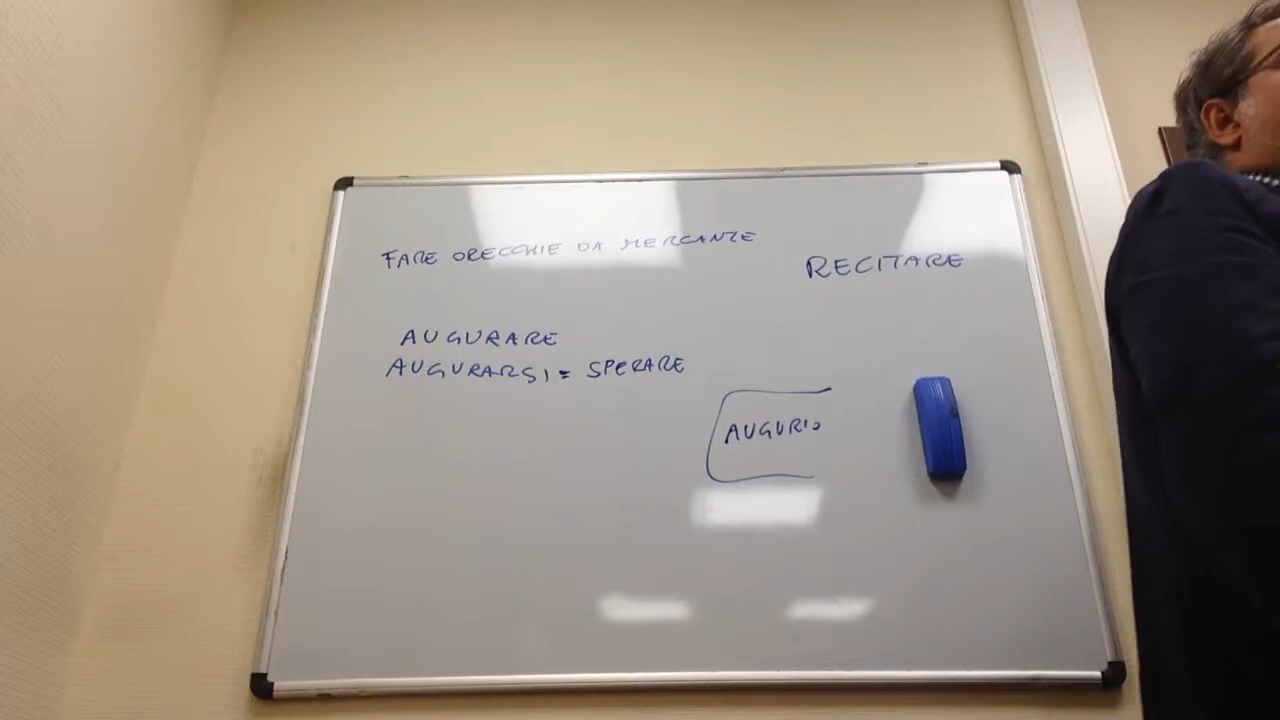 FARE ORECCHIE DA MERCANTE
RECITARE
AUGURARE
AUGURARSI = SPERARE
AUGURIO